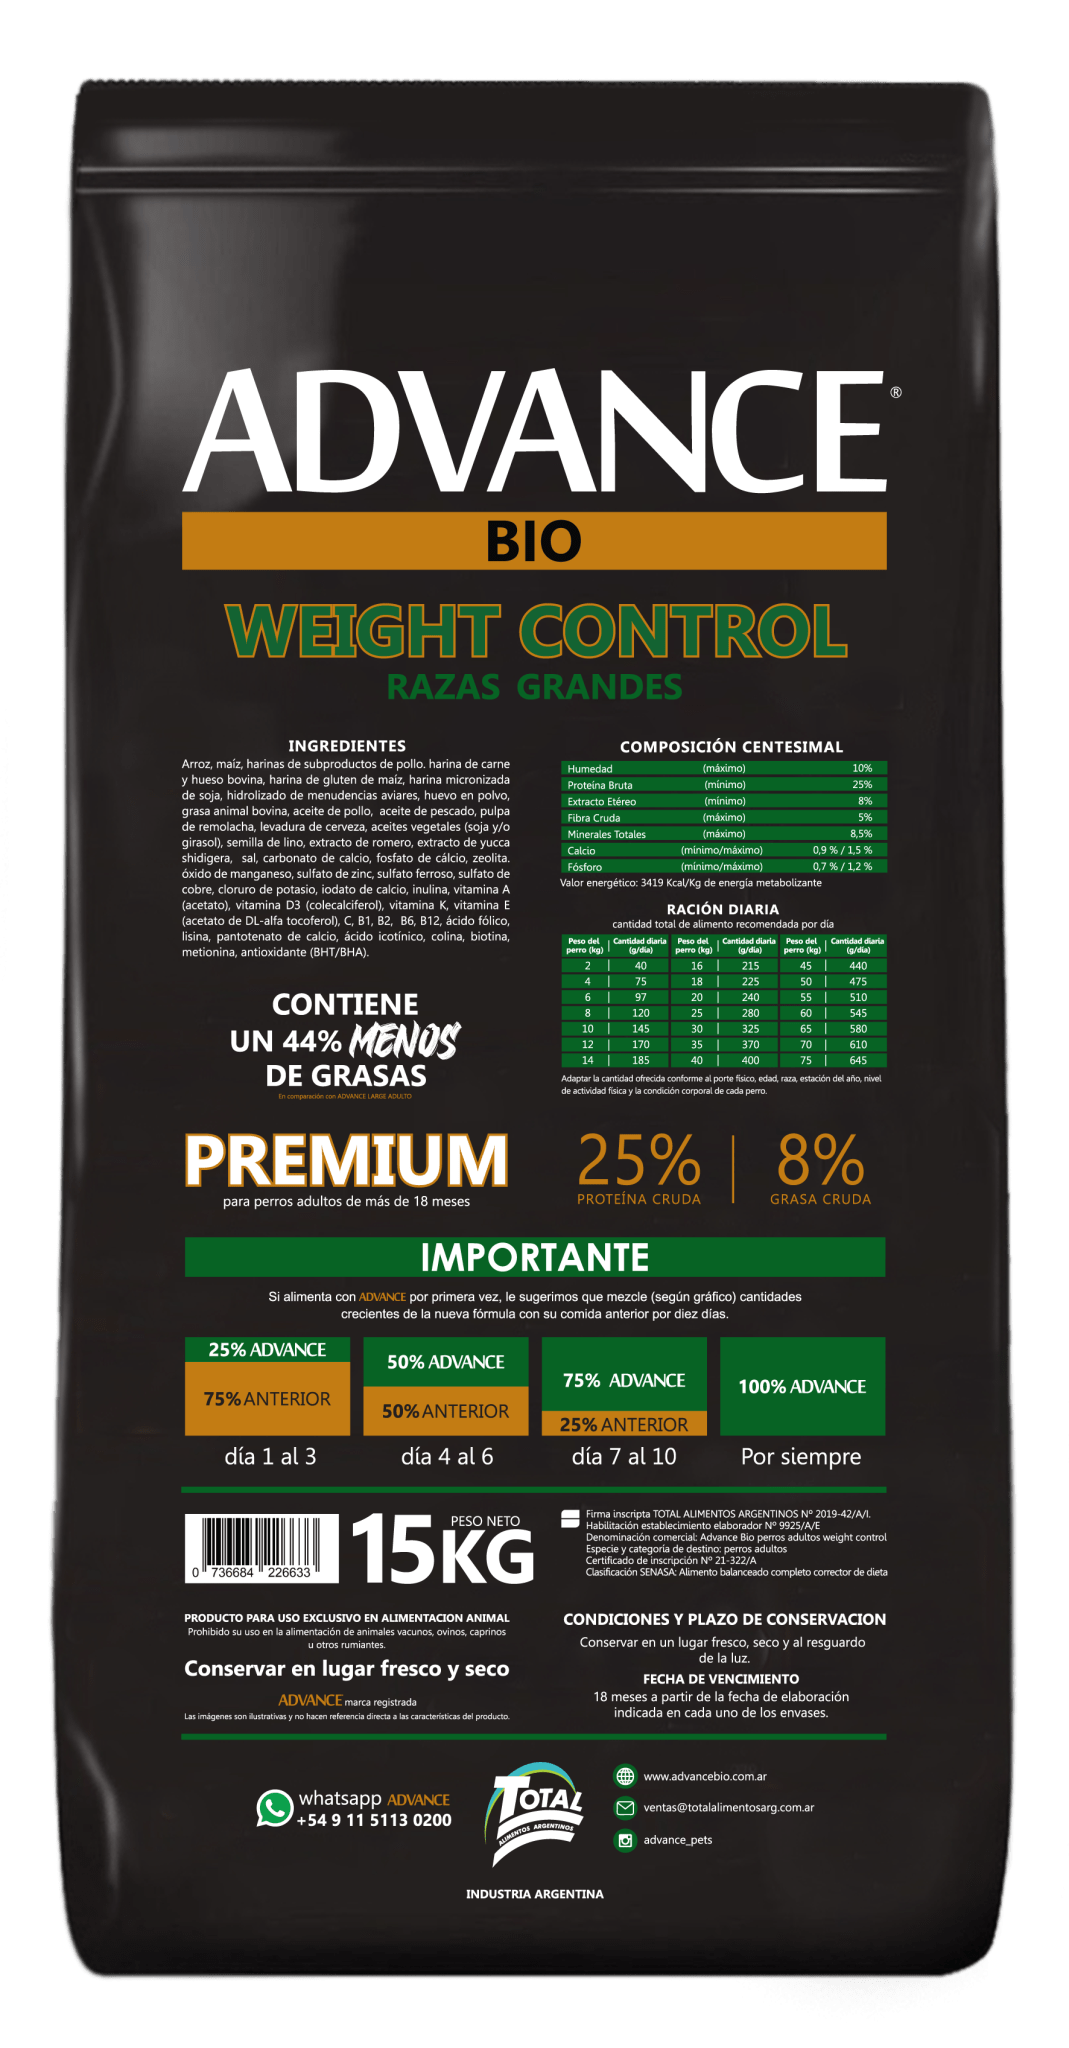 ADVANCE®
BIO
WEIGHT CONTROL
RAZAS GRANDES
INGREDIENTES
Arroz, maíz, harinas de subproductos de pollo. harina de carne
y hueso bovina, harina de gluten de maíz, harina micronizada
de soja, hidrolizado de menudencias aviares, huevo en polvo,
grasa animal bovina, aceite de pollo, aceite de pescado, pulpa
de remolacha, levadura de cerveza, aceites vegetales (soja y/o
girasol), semilla de lino, extracto de romero, extracto de yucca
shidigera, sal, carbonato de calcio, fosfato de cálcio, zeolita.
óxido de manganeso, sulfato de zinc, sulfato ferroso, sulfato de
cobre, cloruro de potasio, iodato de calcio, inulina, vitamina A
(acetato), vitamina D3 (colecalciferol), vitamina K, vitamina E
(acetato de DL-alfa tocoferol), C, B1, B2, B6, B12, ácido fólico,
lisina, pantotenato de calcio, ácido icotínico, colina, biotina,
metionina, antioxidante (BHT/BHA).
CONTIENE
UN 44% MENOS
DE GRASAS
En comparación con ADVANCE LARGE ADULTO
COMPOSICIÓN CENTESIMAL
Humedad (máximo) 10%
Proteína Bruta (mínimo) 25%
Extracto Etéreo (mínimo) 8%
Fibra Cruda (máximo) 5%
Minerales Totales (máximo) 8,5%
Calcio (mínimo/máximo) 0,9 % / 1,5 %
Fósforo (mínimo/máximo) 0,7 % / 1,2 %
Valor energético: 3419 Kcal/Kg de energía metabolizante
RACIÓN DIARIA
cantidad total de alimento recomendada por día
Peso del Cantidad diaria Peso del Cantidad diaria Peso del Cantidad diaria
perro (kg) (g/día) perro (kg) (g/día) perro (kg) (g/día)
2 40 16 215 45 440
4 75 18 225 50 475
6 97 20 240 55 510
8 120 25 280 60 545
10 145 30 325 65 580
12 170 35 370 70 610
14 185 40 400 75 645
Adaptar la cantidad ofrecida conforme al porte físico, edad, raza, estación del año, nivel
de actividad física y la condición corporal de cada perro.
PREMIUM
para perros adultos de más de 18 meses
25% 8%
PROTEÍNA CRUDA GRASA CRUDA
IMPORTANTE
Si alimenta con ADVANCE por primera vez, le sugerimos que mezcle (según gráfico) cantidades
crecientes de la nueva fórmula con su comida anterior por diez días.
25% ADVANCE
75% ANTERIOR
día 1 al 3
50% ADVANCE
50% ANTERIOR
día 4 al 6
75% ADVANCE
25% ANTERIOR
día 7 al 10
100% ADVANCE
Por siempre
0 736684 226633
PESO NETO
15KG
Firma inscripta TOTAL ALIMENTOS ARGENTINOS Nº 2019-42/A/I.
Habilitación establecimiento elaborador Nº 9925/A/E
Denominación comercial: Advance Bio perros adultos weight control
Especie y categoría de destino: perros adultos
Certificado de inscripción Nº 21-322/A
Clasificación SENASA: Alimento balanceado completo corrector de dieta
PRODUCTO PARA USO EXCLUSIVO EN ALIMENTACION ANIMAL
Prohibido su uso en la alimentación de animales vacunos, ovinos, caprinos
u otros rumiantes.
Conservar en lugar fresco y seco
ADVANCE marca registrada
Las imágenes son ilustrativas y no hacen referencia directa a las características del producto.
CONDICIONES Y PLAZO DE CONSERVACION
Conservar en un lugar fresco, seco y al resguardo
de la luz.
FECHA DE VENCIMIENTO
18 meses a partir de la fecha de elaboración
indicada en cada uno de los envases.
whatsapp ADVANCE
+54 9 11 5113 0200
TOTAL
ALIMENTOS ARGENTINOS
www.advancebio.com.ar
ventas@totalalimentosarg.com.ar
advance_pets
INDUSTRIA ARGENTINA